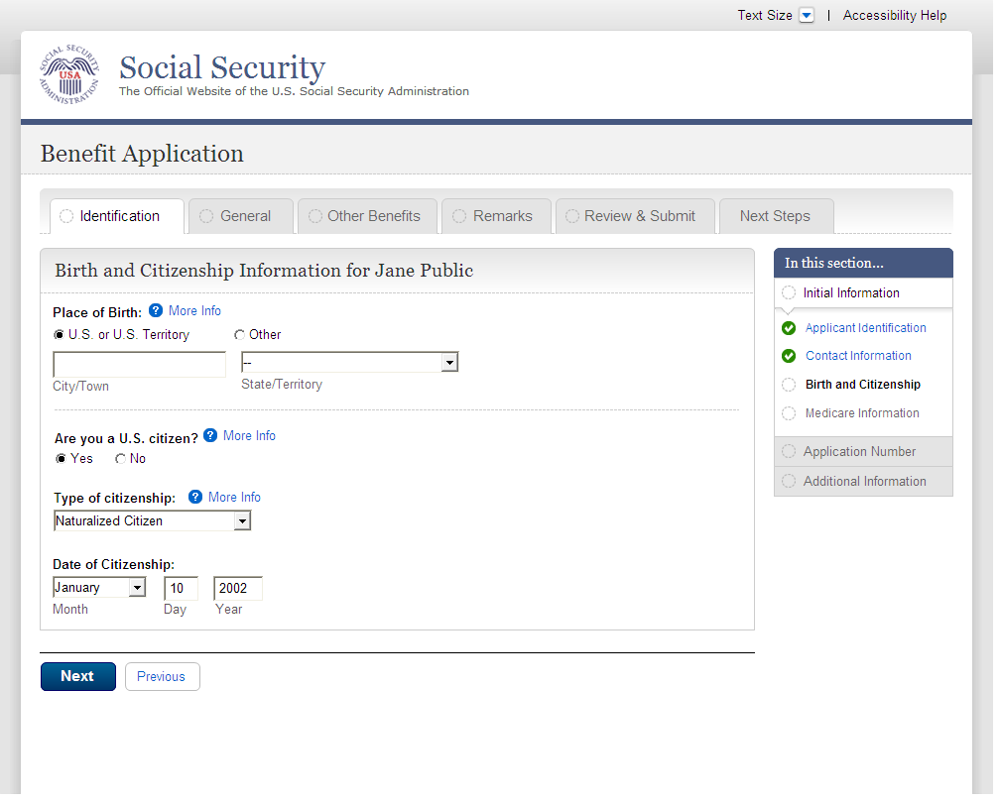 Text Size | Accessibility Help
SOCIAL SECURITY ADMINISTRATION
USA
Social Security
The Official Website of the U.S. Social Security Administration
Benefit Application
Identification General Other Benefits Remarks Review & Submit Next Steps
Birth and Citizenship Information for Jane Public
Place of Birth: ? More Info
U.S. or U.S. Territory Other
--
City/Town State/Territory
Are you a U.S. citizen? ? More Info
Yes No
Type of citizenship: ? More Info
Naturalized Citizen
Date of Citizenship:
January 10 2002
Month Day Year
Next Previous
In this section...
Initial Information
Applicant Identification
Contact Information
Birth and Citizenship
Medicare Information
Application Number
Additional Information